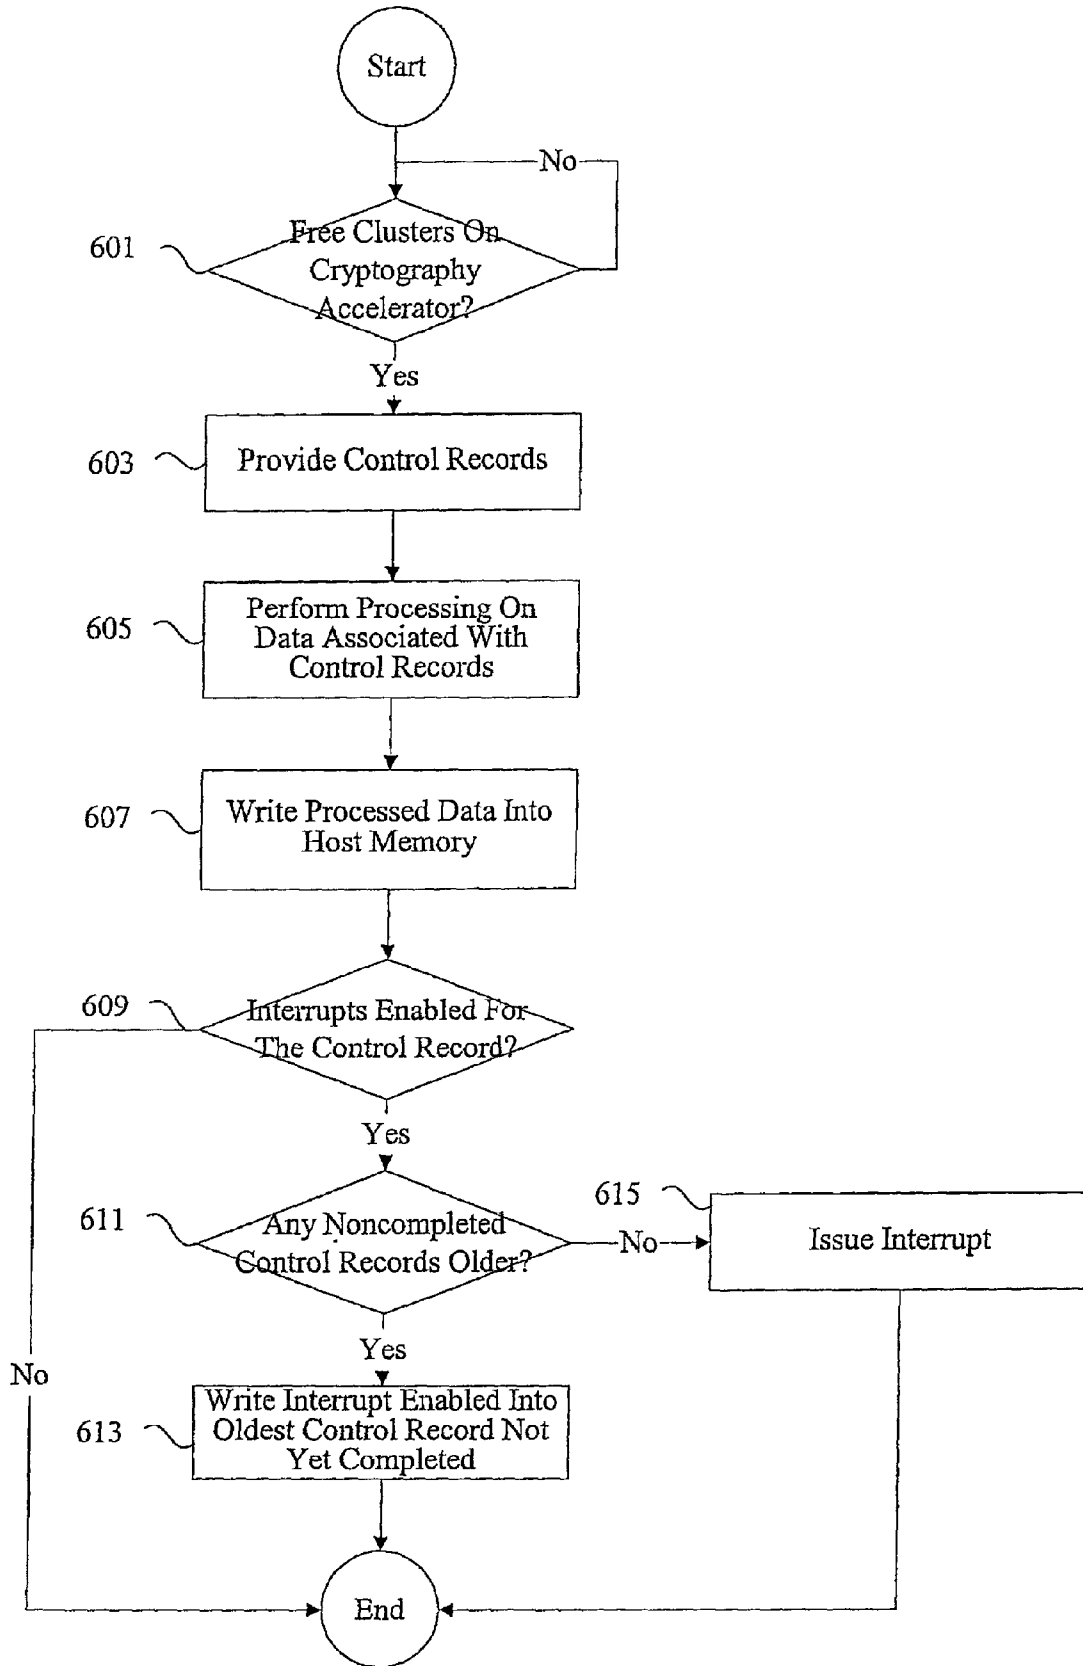 Start
No
601
Free Clusters On
Cryptography
Accelerator?
Yes
603
Provide Control Records
605
Perform Processing On
Data Associated With
Control Records
607
Write Processed Data Into
Host Memory
609
Interrupts Enabled For
The Control Record?
Yes
611
Any Noncompleted
Control Records Older?
No
615
Issue Interrupt
Yes
No
613
Write Interrupt Enabled Into
Oldest Control Record Not
Yet Completed
End